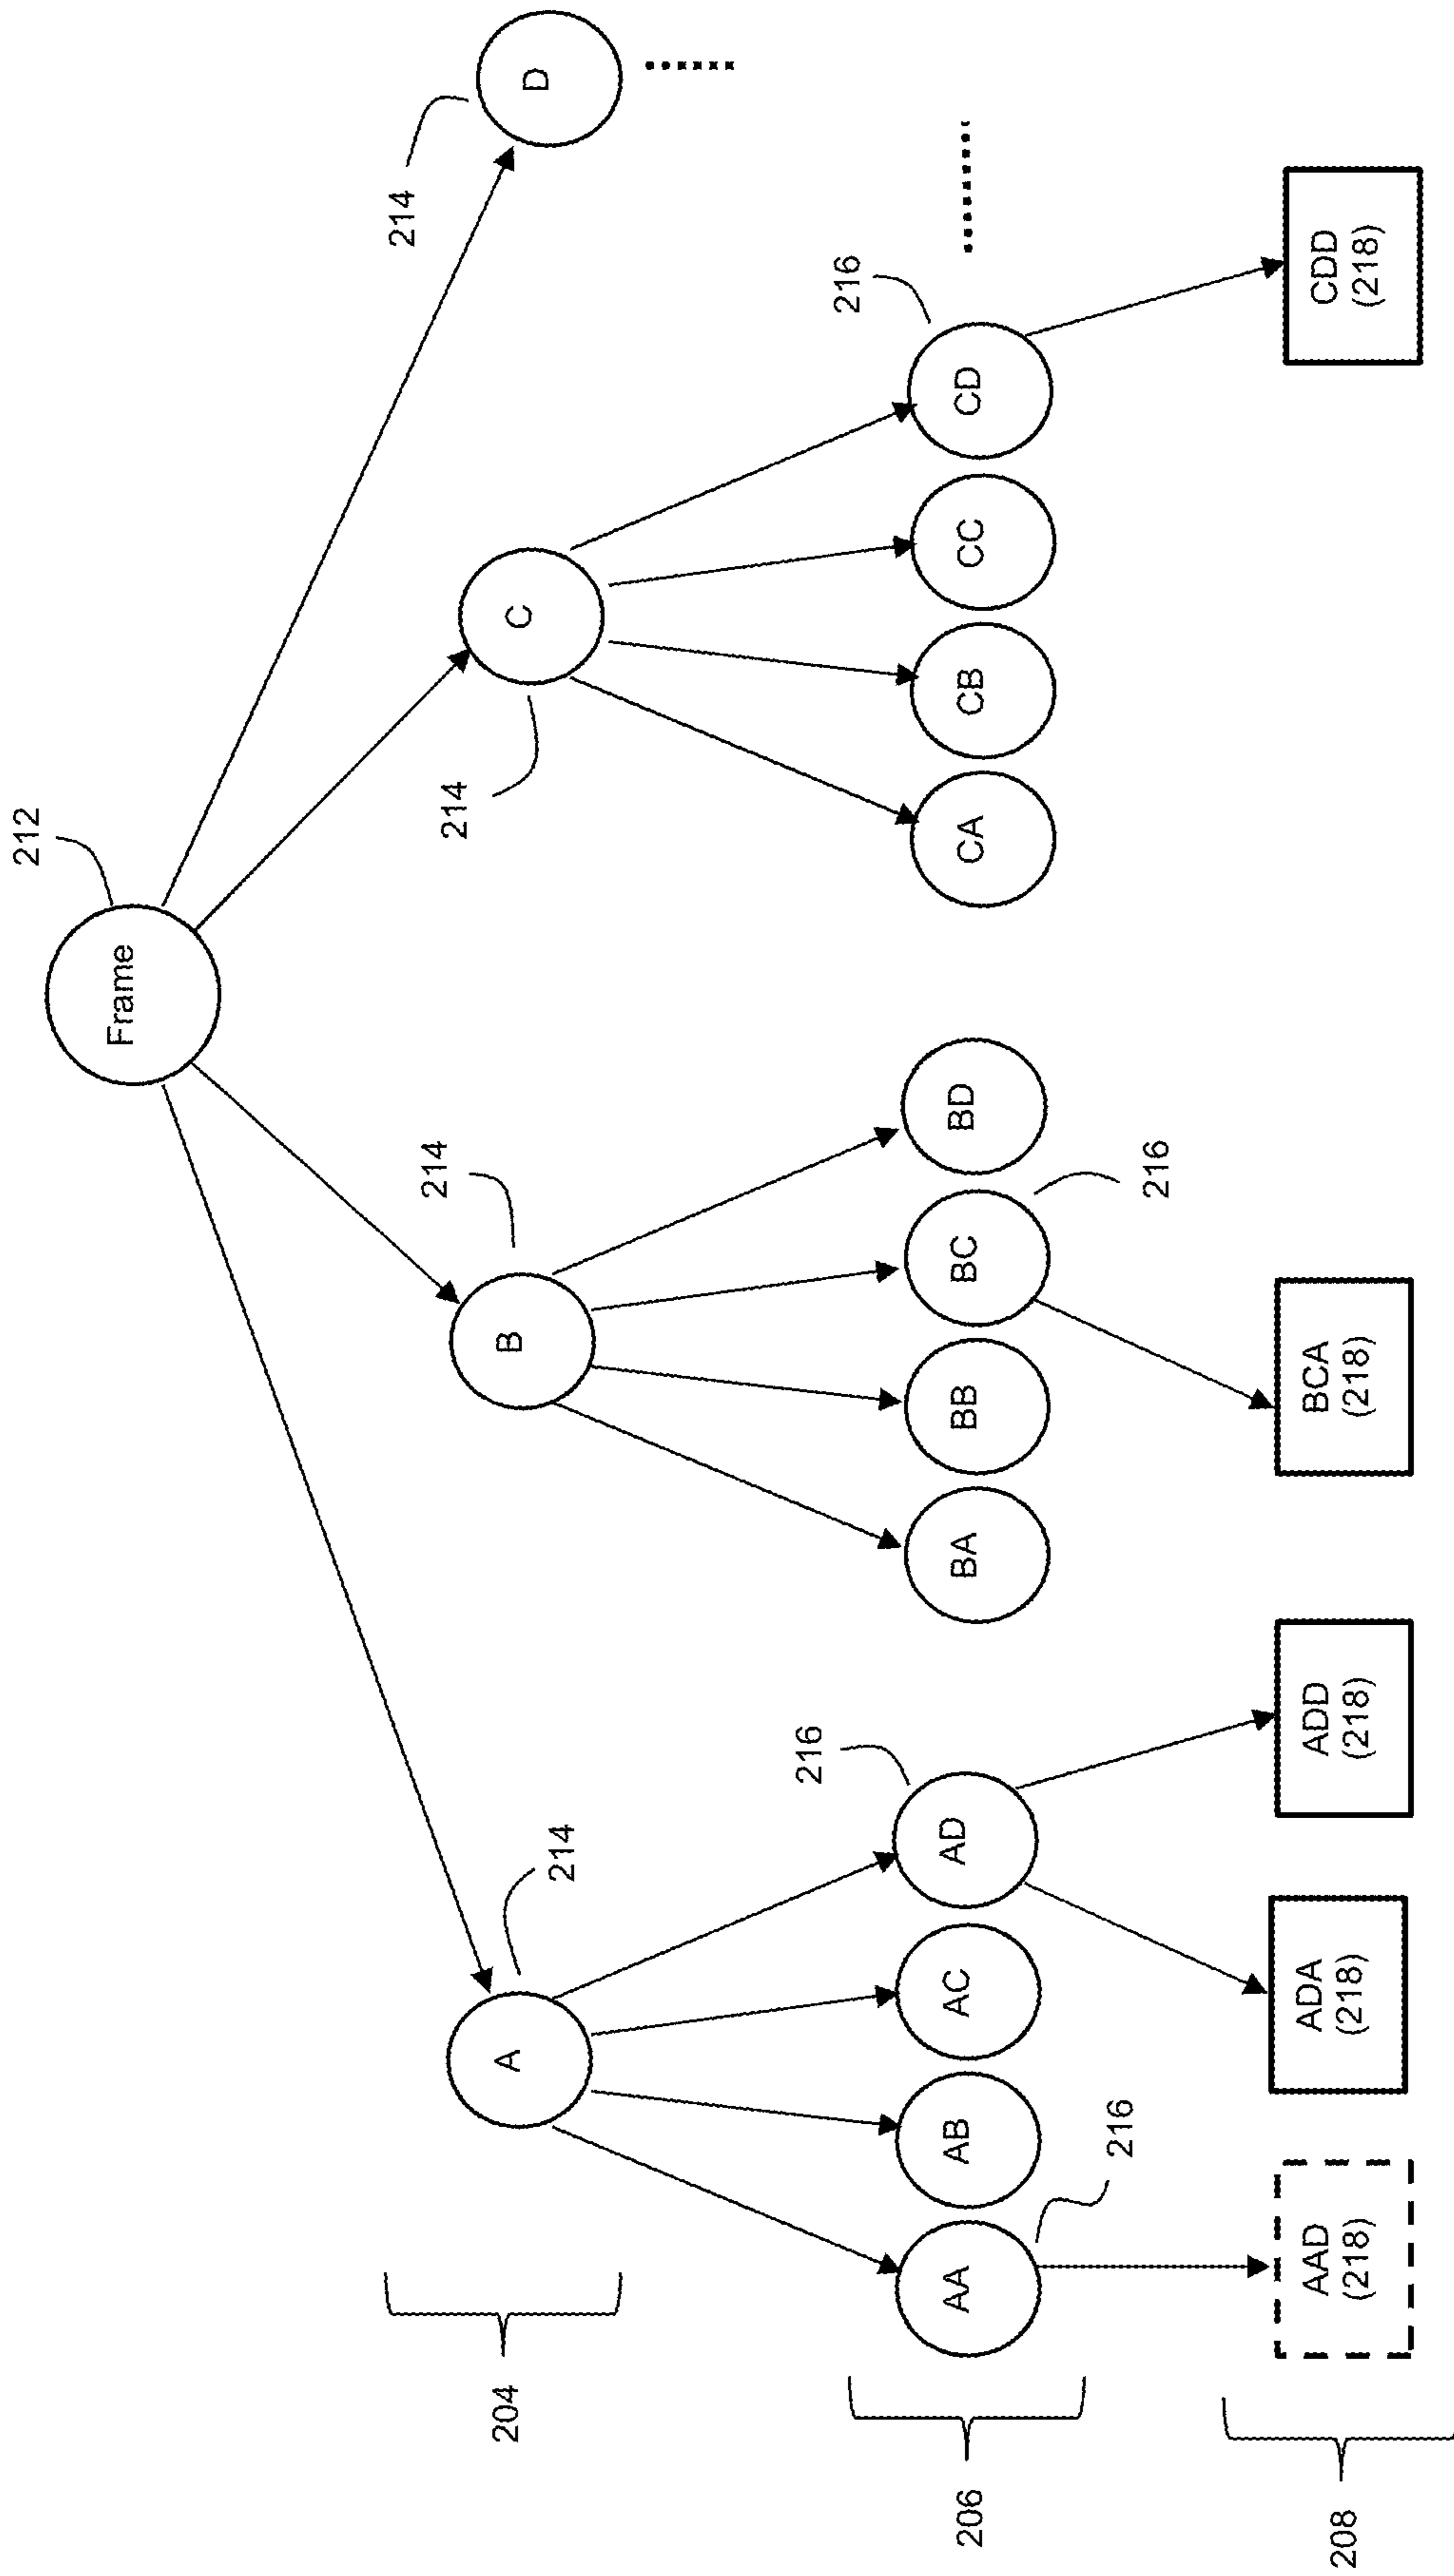 212
Frame
214
214
214
214
A
B
C
D
204
216
216
216
216
AA
AB
AC
AD
BA
BB
BC
BD
CA
CB
CC
CD
206
AAD
(218)
ADA
(218)
ADD
(218)
BCA
(218)
CDD
(218)
208